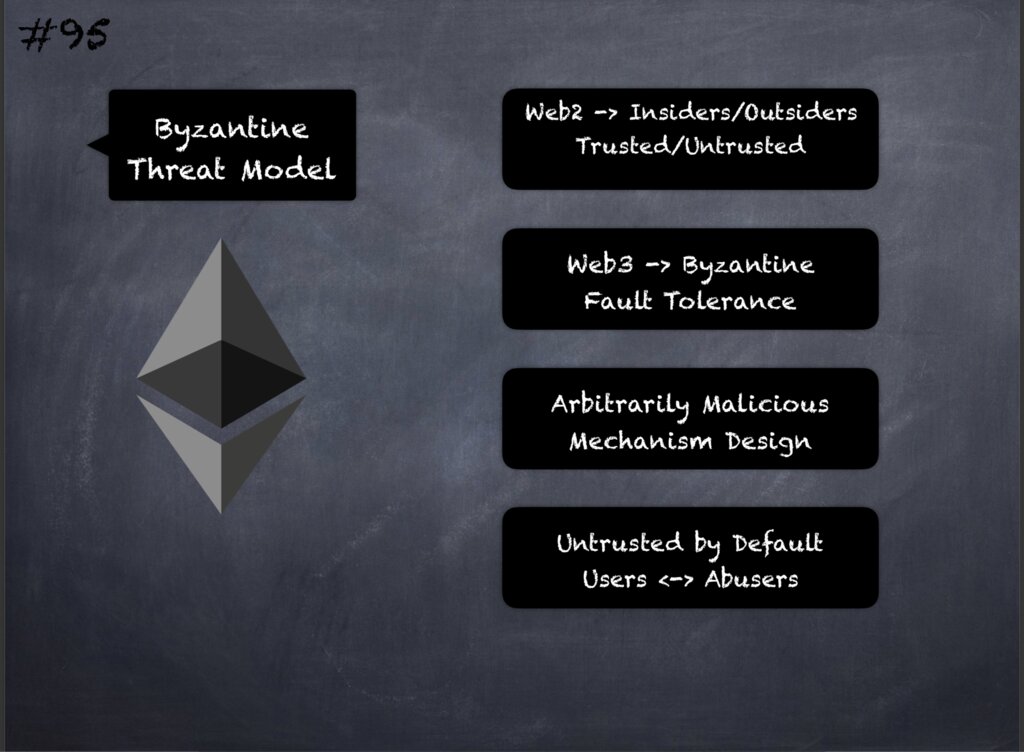 #95
Byzantine
Threat Model
Web2 -> Insiders/Outsiders
Trusted/Untrusted
Web3 -> Byzantine
Fault Tolerance
Arbitrarily Malicious
Mechanism Design
Untrusted by Default
Users <-> Abusers